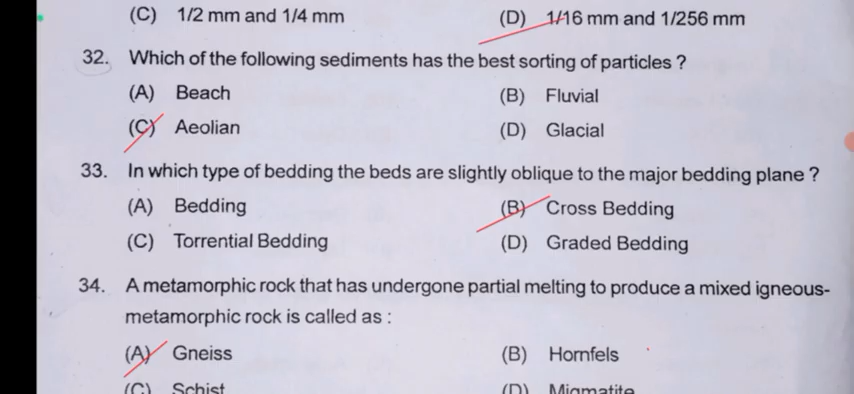 (C) 1/2 mm and 1/4 mm (D) 1/16 mm and 1/256 mm
32. Which of the following sediments has the best sorting of particles ?
(A) Beach (B) Fluvial
(C) Aeolian (D) Glacial
33. In which type of bedding the beds are slightly oblique to the major bedding plane ?
(A) Bedding (B) Cross Bedding
(C) Torrential Bedding (D) Graded Bedding
34. A metamorphic rock that has undergone partial melting to produce a mixed igneous-
metamorphic rock is called as :
(A) Gneiss (B) Hornfels
(C) Schist (D) Migmatite